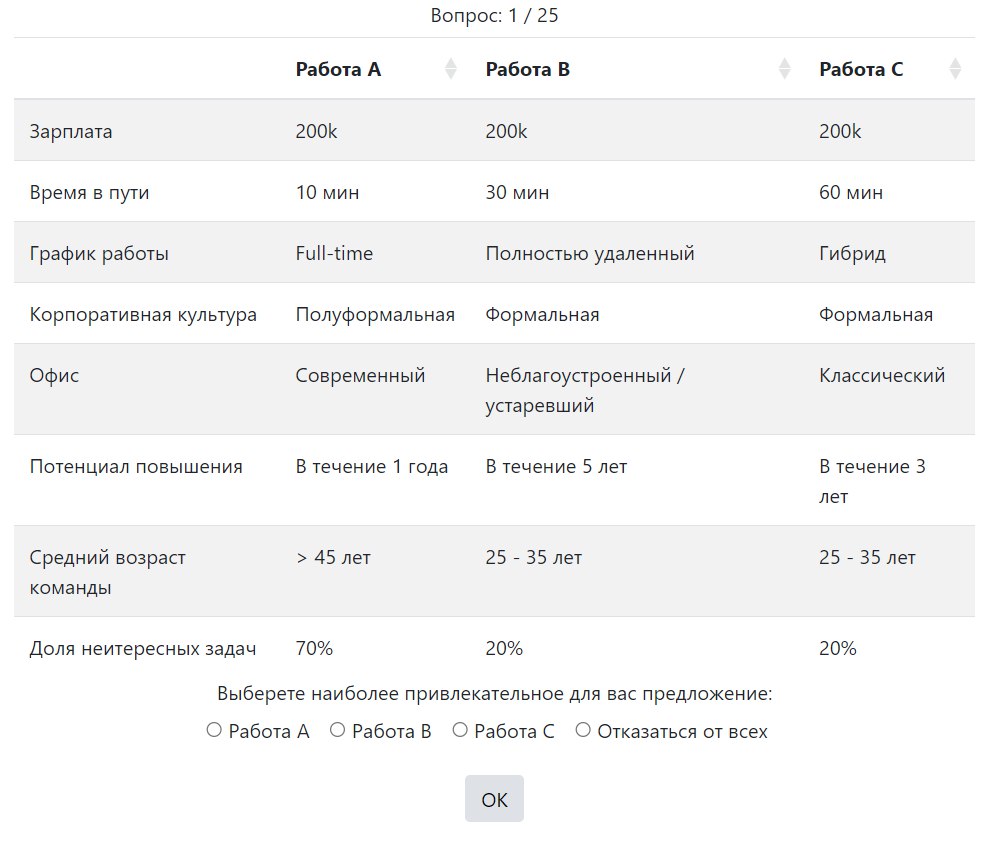 Вопрос: 1 / 25
Работа A Работа B Работа C
Зарплата 200k 200k 200k
Время в пути 10 мин 30 мин 60 мин
График работы Full-time Полностью удаленный Гибрид
Корпоративная культура Полуформальная Формальная Формальная
Офис Современный Неблагоустроенный / Классический
устаревший
Потенциал повышения В течение 1 года В течение 5 лет В течение 3
лет
Средний возраст > 45 лет 25 - 35 лет 25 - 35 лет
команды
Доля неитересных задач 70% 20% 20%
Выберете наиболее привлекательное для вас предложение:
Работа A Работа B Работа C Отказаться от всех
OK